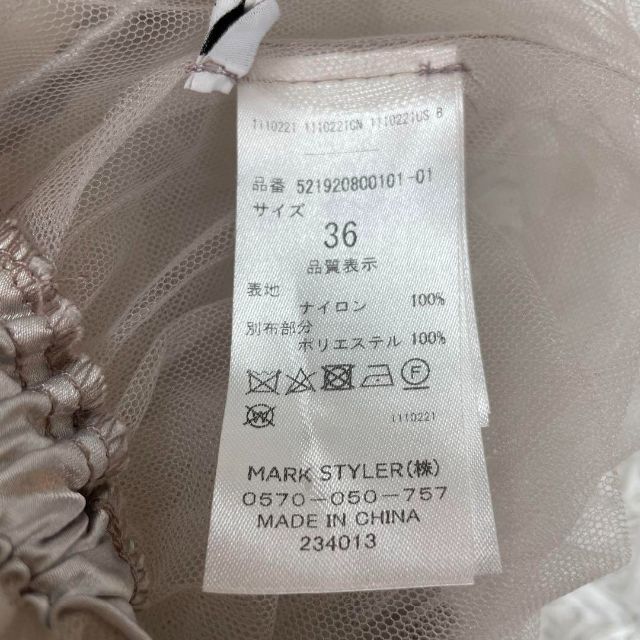 1110221 1110221CN 1110221US B
品番 521920800101-01
サイズ
36
品質表示
表地
ナイロン 100%
別布部分
ポリエステル 100%
F
W
1110221
MARK STYLER(株)
0570-050-757
MADE IN CHINA
234013